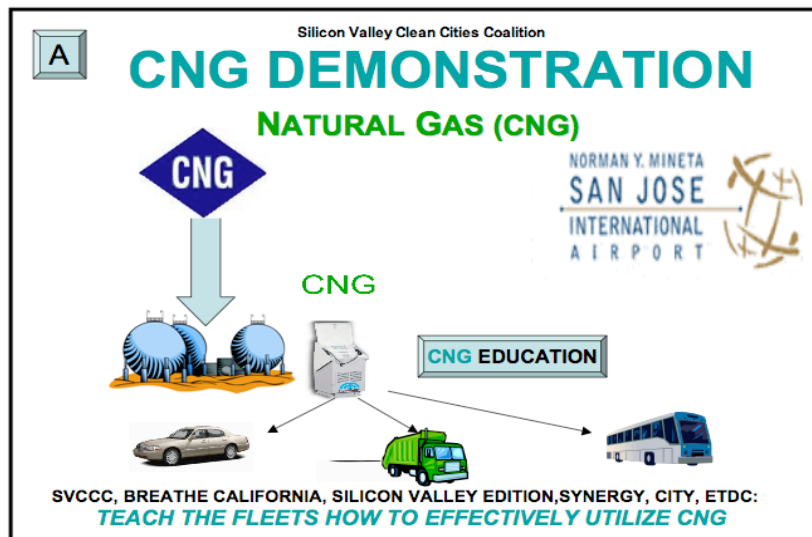 Silicon Valley Clean Cities Coalition
A
CNG DEMONSTRATION
NATURAL GAS (CNG)
CNG
NORMAN Y. MINETA
SAN JOSE
INTERNATIONAL
AIRPORT
CNG
CNG EDUCATION
SVCCC, BREATHE CALIFORNIA, SILICON VALLEY EDITION,SYNERGY, CITY, ETDC:
TEACH THE FLEETS HOW TO EFFECTIVELY UTILIZE CNG